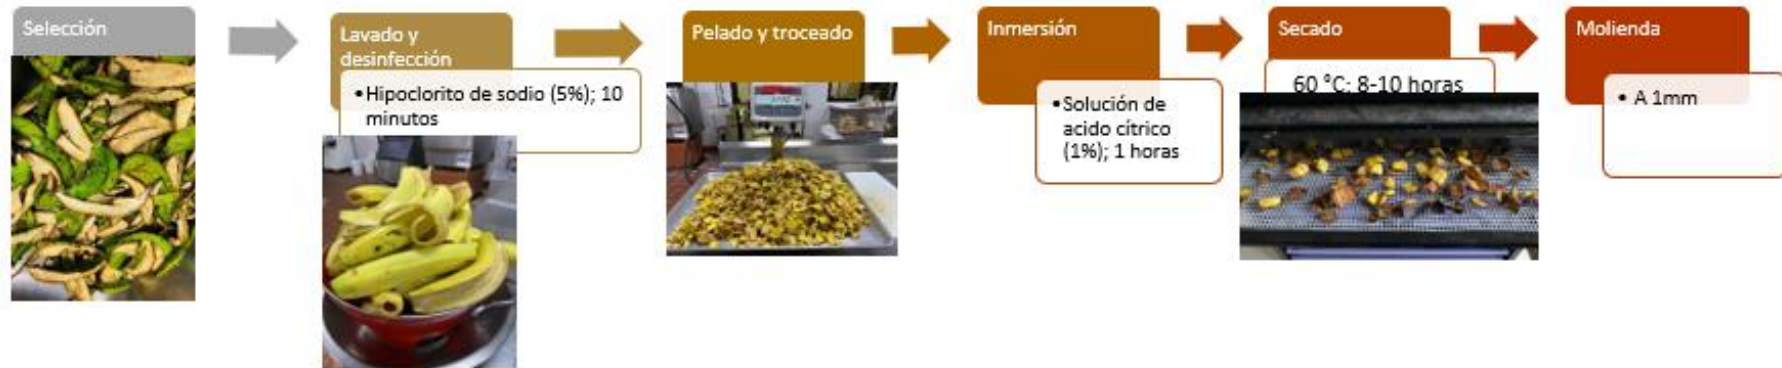 Selección
Lavado y
desinfección
•Hipoclorito de sodio (5%); 10
minutos
Pelado y troceado
Inmersión
•Solución de
acido cítrico
(1%); 1 horas
Secado
60 °C; 8-10 horas
Molienda
• A 1mm